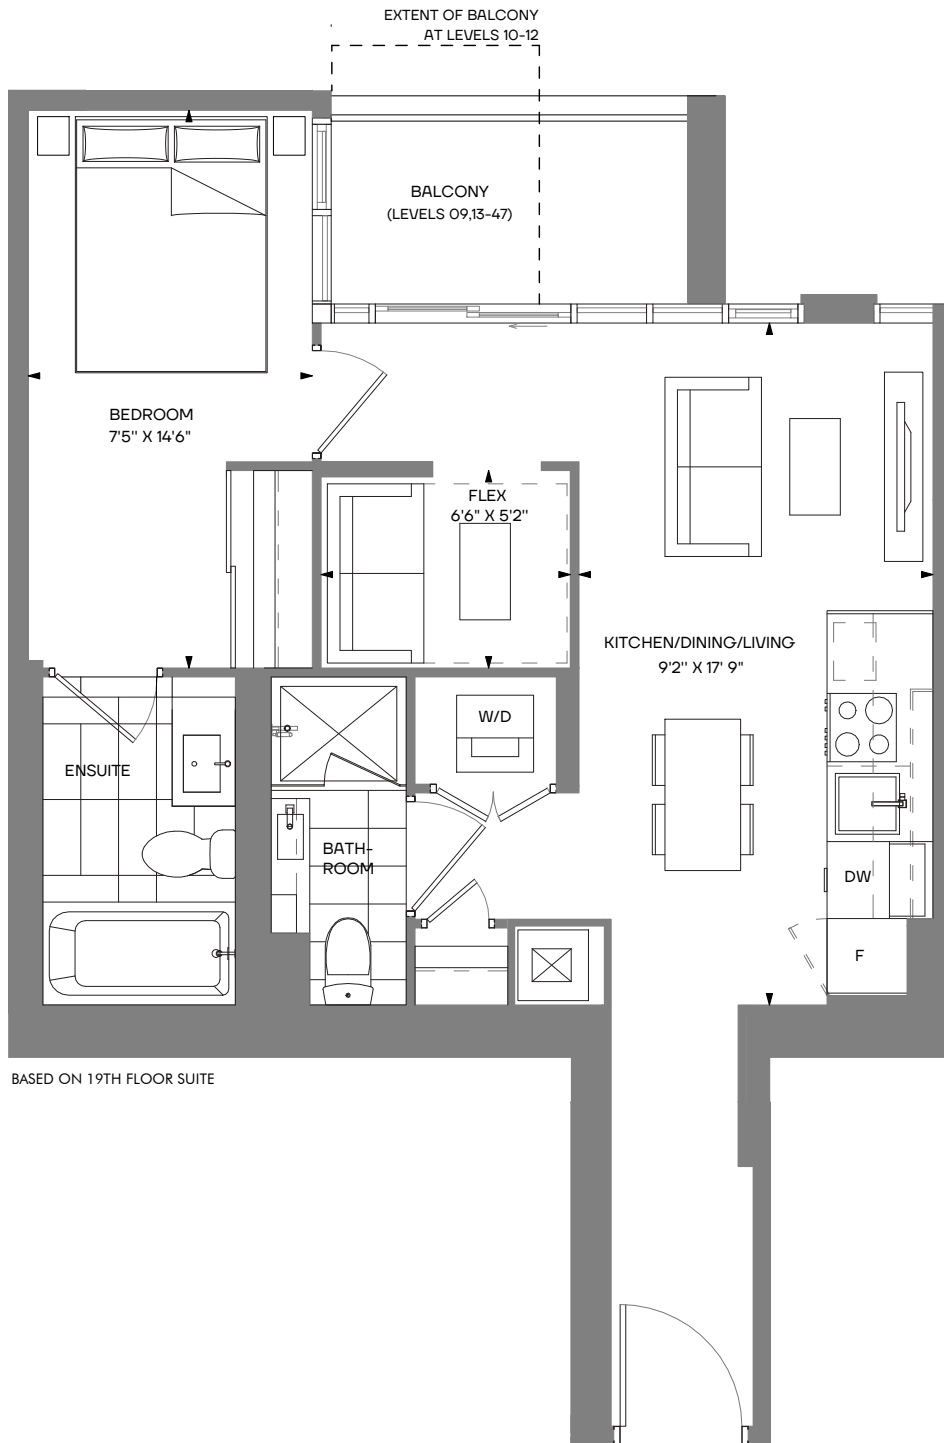 EXTENT OF BALCONY
AT LEVELS 10-12
BALCONY
(LEVELS 09,13-47)
BEDROOM
7'5" X 14'6"
FLEX
6'6" X 5'2"
KITCHEN/DINING/LIVING
9'2" X 17' 9"
W/D
ENSUITE
BATH-
ROOM
DW
F
BASED ON 19TH FLOOR SUITE